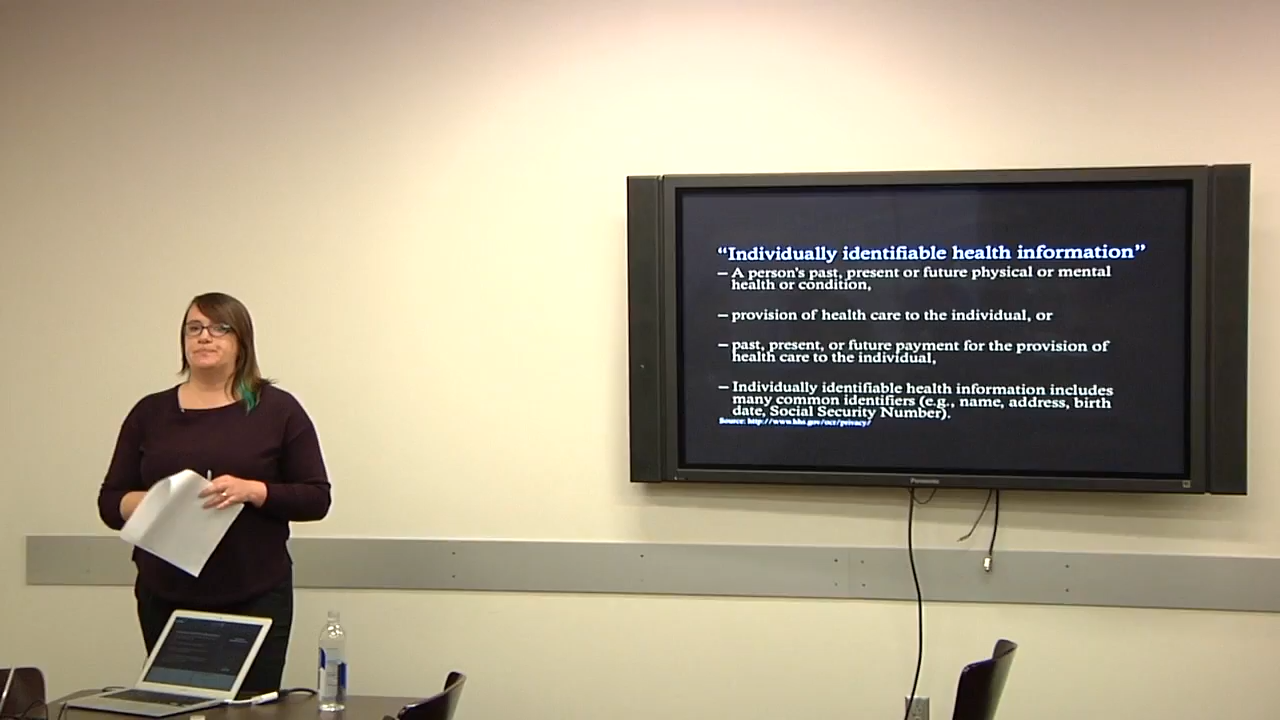 “Individually identifiable health information”
– A person's past, present or future physical or mental
health or condition,
– provision of health care to the individual, or
– past, present, or future payment for the provision of
health care to the individual,
– Individually identifiable health information includes
many common identifiers (e.g., name, address, birth
date, Social Security Number).
Source: http://www.hhs.gov/ocr/privacy/
Panasonic